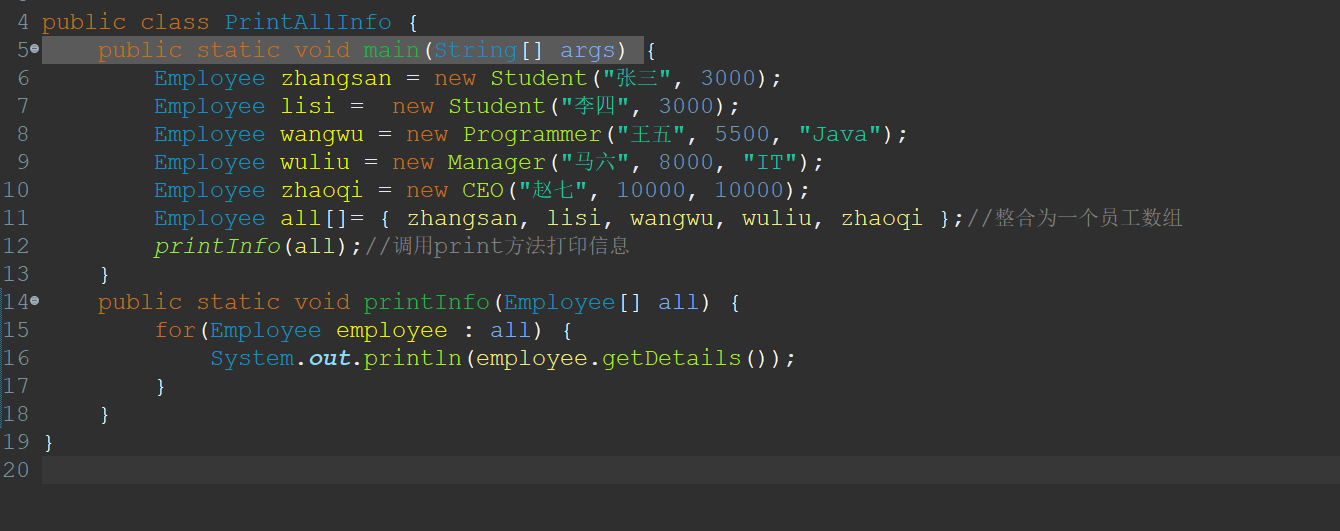 4 public class PrintAllInfo {
5 public static void main(String[] args) {
6 Employee zhangsan = new Student("张三", 3000);
7 Employee lisi =  new Student("李四", 3000);
8 Employee wangwu = new Programmer("王五", 5500, "Java");
9 Employee wuliu = new Manager("马六", 8000, "IT");
10 Employee zhaoqi = new CEO("赵七", 10000, 10000);
11 Employee all[]= { zhangsan, lisi, wangwu, wuliu, zhaoqi };//整合为一个员工数组
12 printInfo(all);//调用print方法打印信息
13 }
14 public static void printInfo(Employee[] all) {
15 for(Employee employee : all) {
16 System.out.println(employee.getDetails());
17 }
18 }
19 }
20